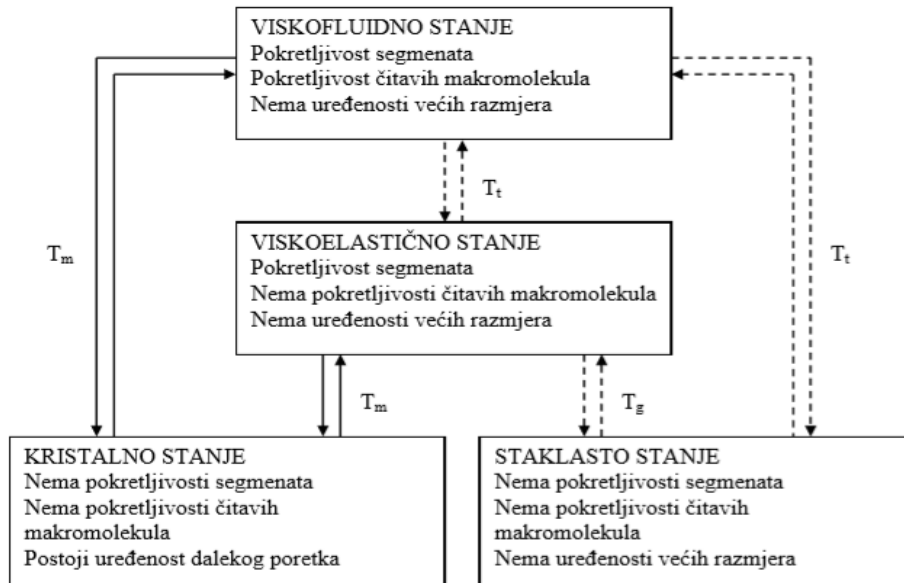 VISKOFLUIDNO STANJE
Pokretljivost segmenata
Pokretljivost čitavih makromolekula
Nema uređenosti većih razmjera
Tt
Tm
Tt
VISKOELASTIČNO STANJE
Pokretljivost segmenata
Nema pokretljivosti čitavih makromolekula
Nema uređenosti većih razmjera
Tm
Tg
KRISTALNO STANJE
Nema pokretljivosti segmenata
Nema pokretljivosti čitavih
makromolekula
Postoji uređenost dalekog poretka
STAKLASTO STANJE
Nema pokretljivosti segmenata
Nema pokretljivosti čitavih
makromolekula
Nema uređenosti većih razmjera